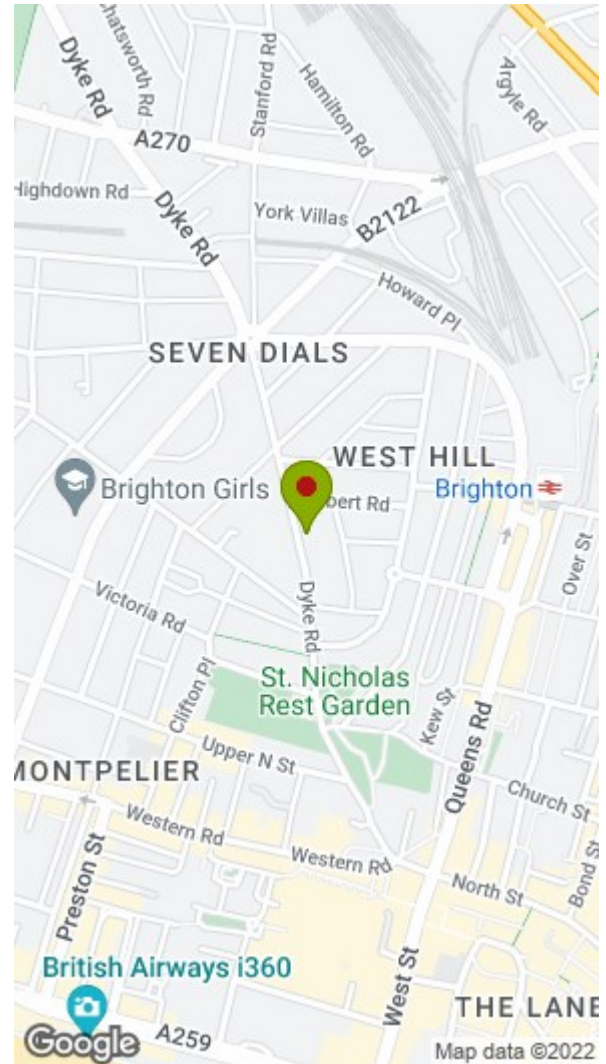 Chatsworth Rd
Stanford Rd
Hamilton Rd
Argyle Rd
Dyke Rd
A270
Highdown Rd
Dyke Rd
York Villas
B2122
Howard Pl
SEVEN DIALS
WEST HILL
Brighton Girls
bert Rd
Brighton
Over St
Victoria Rd
Dyke Rd
Clifton Pl
St. Nicholas
Rest Garden
Kew St
Queens Rd
Upper N St
MONTPELIER
Church St
Western Rd
Western Rd
Bond St
Preston St
North St
British Airways i360
West St
THE LANE
Google
A259
Map data ©2022